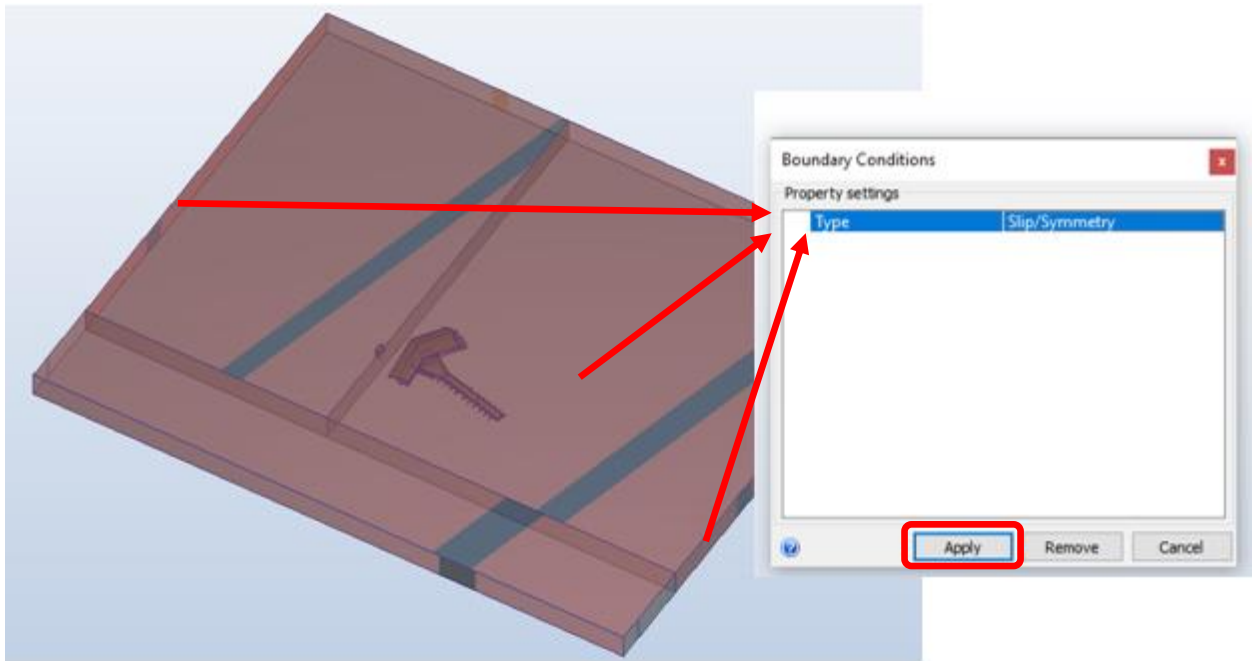 Boundary Conditions
x
Property settings
Type Slip/Symmetry
? Apply Remove Cancel